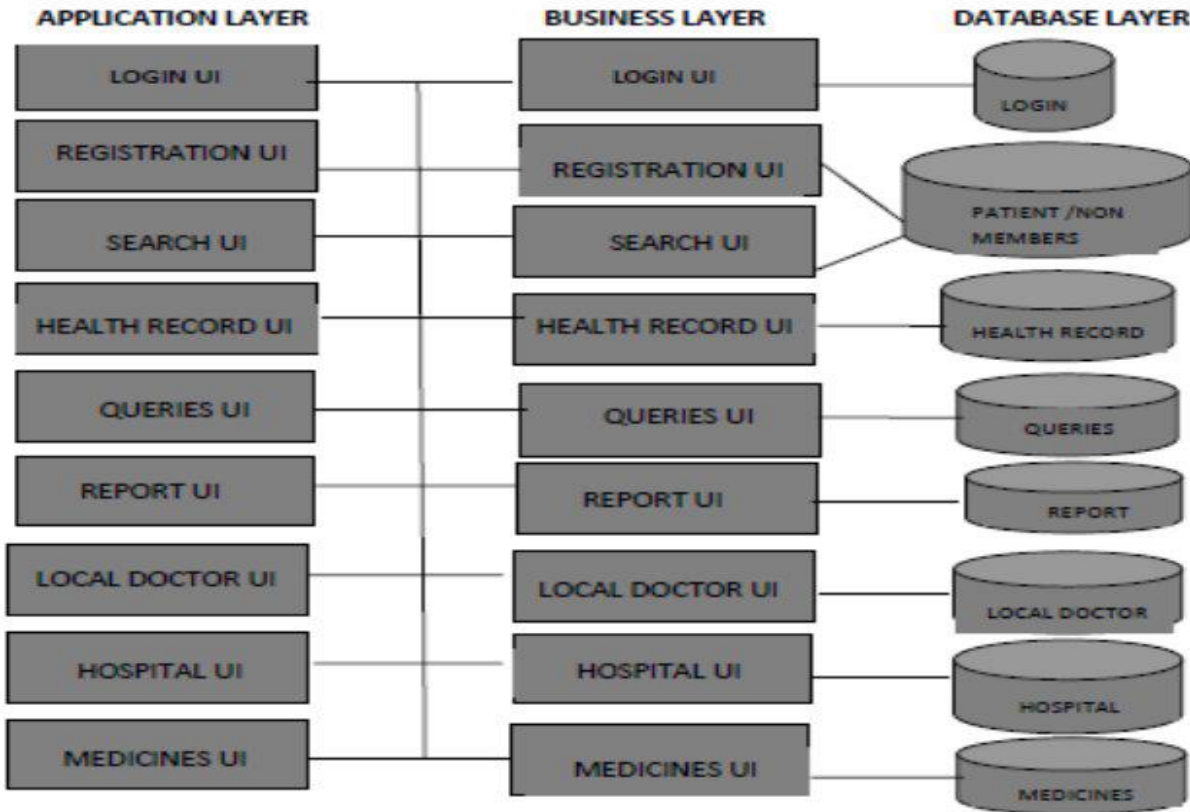 APPLICATION LAYER
BUSINESS LAYER
DATABASE LAYER
LOGIN UI
LOGIN UI
LOGIN
REGISTRATION UI
REGISTRATION UI
PATIENT /NON
MEMBERS
SEARCH UI
SEARCH UI
HEALTH RECORD UI
HEALTH RECORD UI
HEALTH RECORD
QUERIES UI
QUERIES UI
QUERIES
REPORT UI
REPORT UI
REPORT
LOCAL DOCTOR UI
LOCAL DOCTOR UI
LOCAL DOCTOR
HOSPITAL UI
HOSPITAL UI
HOSPITAL
MEDICINES UI
MEDICINES UI
MEDICINES